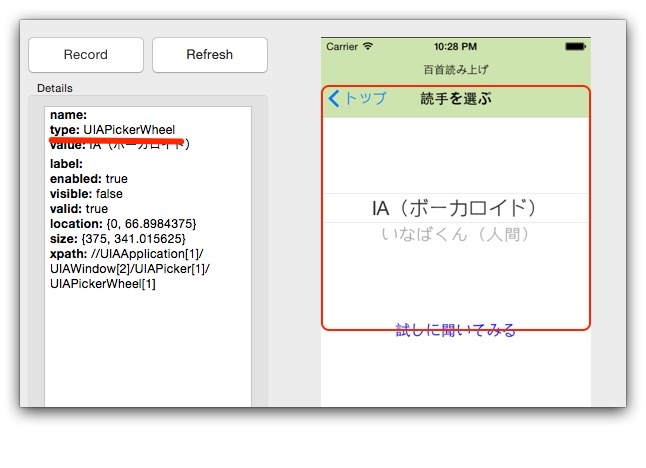 Record
Refresh
Details
name:
type: UIAPickerWheel
value: IA（ボーカロイド）
label:
enabled: true
visible: false
valid: true
location: {0, 66.8984375}
size: {375, 341.015625}
xpath: //UIAApplication[1]/
UIAWindow[2]/UIAPicker[1]/
UIAPickerWheel[1]
Carrier
10:28 PM
百首読み上げ
トップ
読手を選ぶ
IA（ボーカロイド）
いなばくん（人間）
試しに聞いてみる